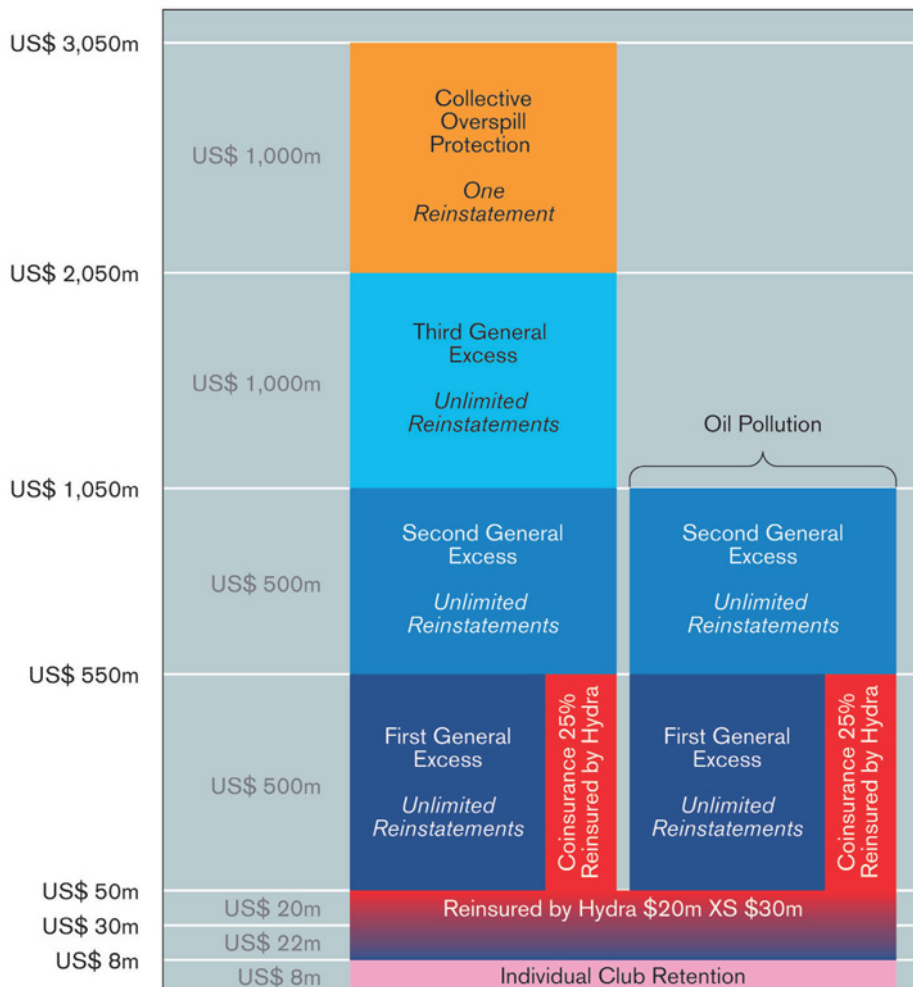 US$ 3,050m
Collective
Overspill
Protection
One
Reinstatement
US$ 1,000m
US$ 2,050m
Third General
Excess
Unlimited
Reinstatements
US$ 1,000m
Oil Pollution
US$ 1,050m
Second General
Excess
Unlimited
Reinstatements
US$ 500m
Second General
Excess
Unlimited
Reinstatements
US$ 550m
First General
Excess
Unlimited
Reinstatements
Coinsurance 25%
Reinsured by Hydra
US$ 500m
First General
Excess
Unlimited
Reinstatements
Coinsurance 25%
Reinsured by Hydra
US$ 50m
US$ 20m
Reinsured by Hydra $20m XS $30m
US$ 30m
US$ 22m
US$ 8m
US$ 8m
Individual Club Retention